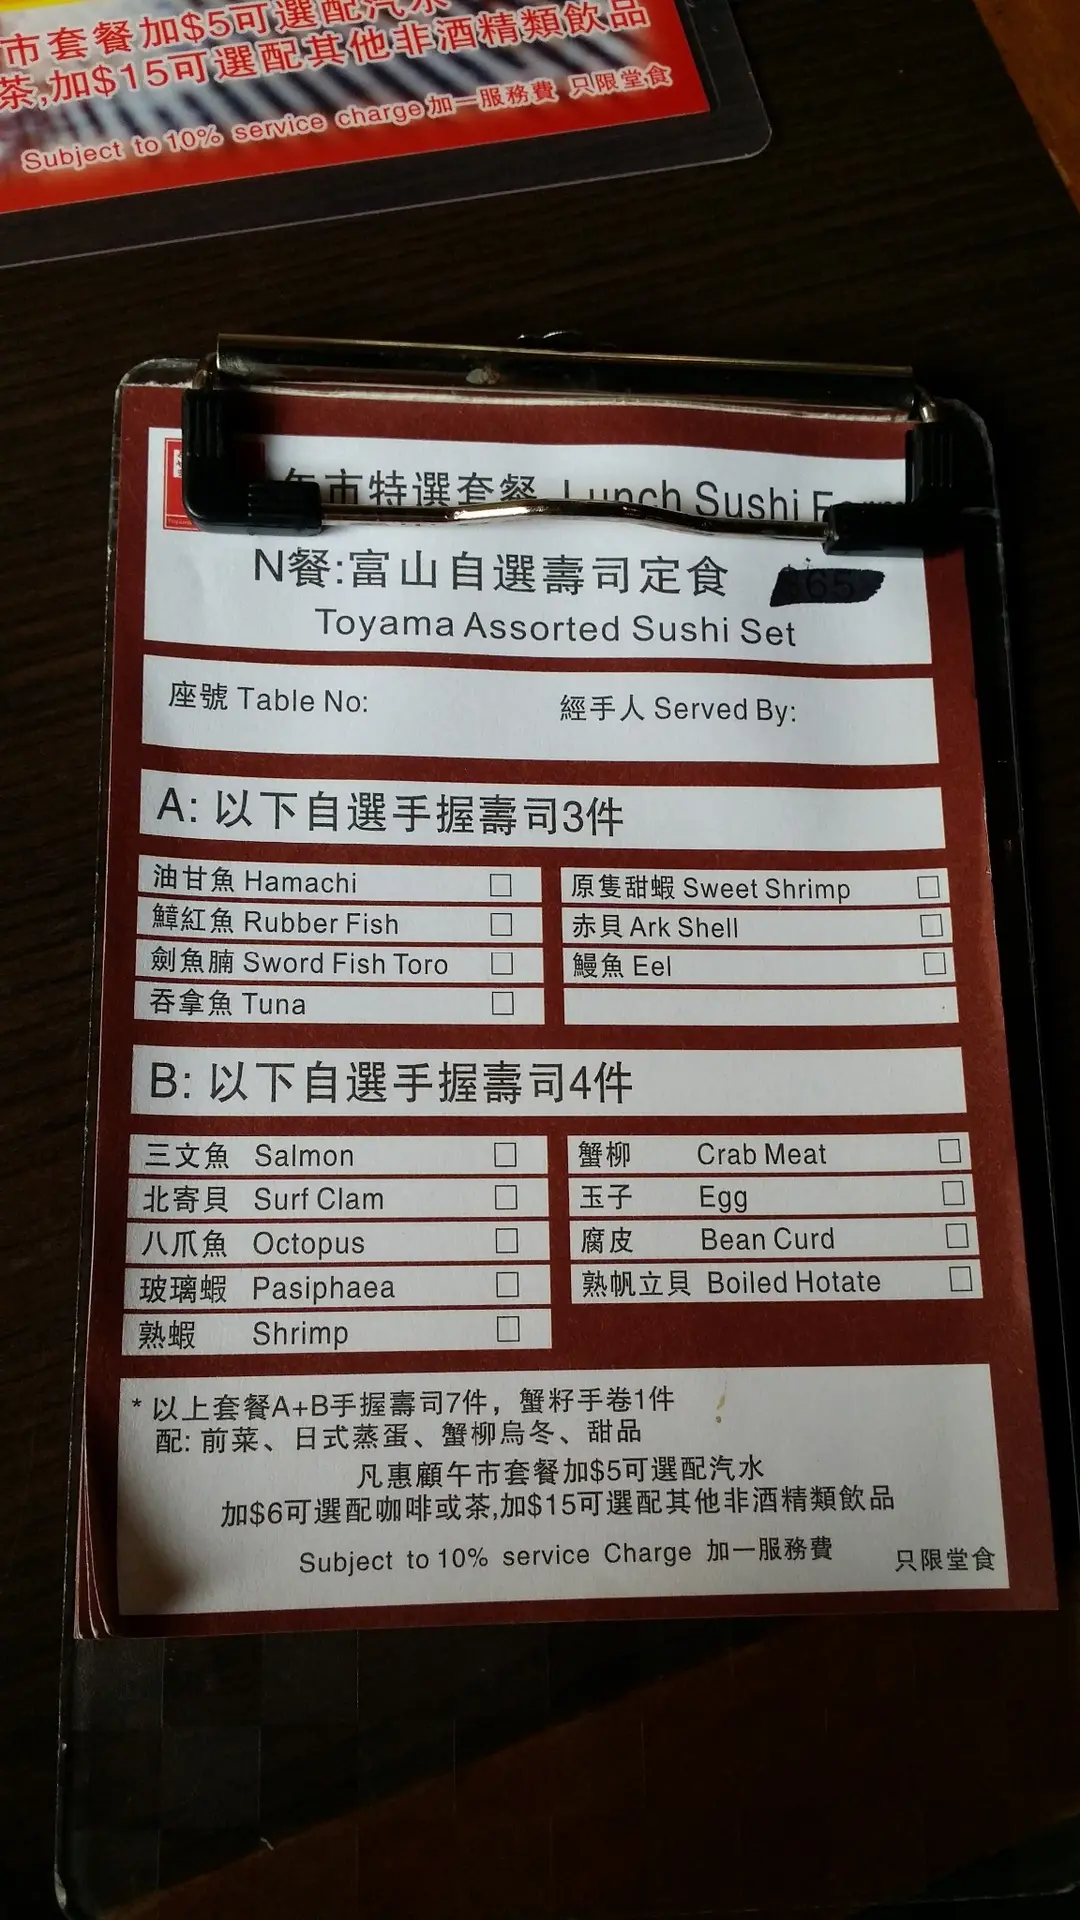 市套餐加$5可選配汽水
茶,加$15可選配其他非酒精類飲品
Subject to 10% service charge 加一服務費 只限堂食
午市特選套餐 Lunch Sushi
N餐:富山自選壽司定食 65
Toyama Assorted Sushi Set
座號 Table No: 經手人 Served By:
A: 以下自選手握壽司3件
油甘魚 Hamachi
鱆紅魚 Rubber Fish
劍魚腩 Sword Fish Toro
吞拿魚 Tuna
原隻甜蝦 Sweet Shrimp
赤貝 Ark Shell
鰻魚 Eel
B: 以下自選手握壽司4件
三文魚 Salmon
北寄貝 Surf Clam
八爪魚 Octopus
玻璃蝦 Pasiphaea
熟蝦 Shrimp
蟹柳 Crab Meat
玉子 Egg
腐皮 Bean Curd
熟帆立貝 Boiled Hotate
* 以上套餐A+B手握壽司7件，蟹籽手卷1件
配: 前菜、日式蒸蛋、蟹柳烏冬、甜品
凡惠顧午市套餐加$5可選配汽水
加$6可選配咖啡或茶,加$15可選配其他非酒精類飲品
Subject to 10% service Charge 加一服務費 只限堂食